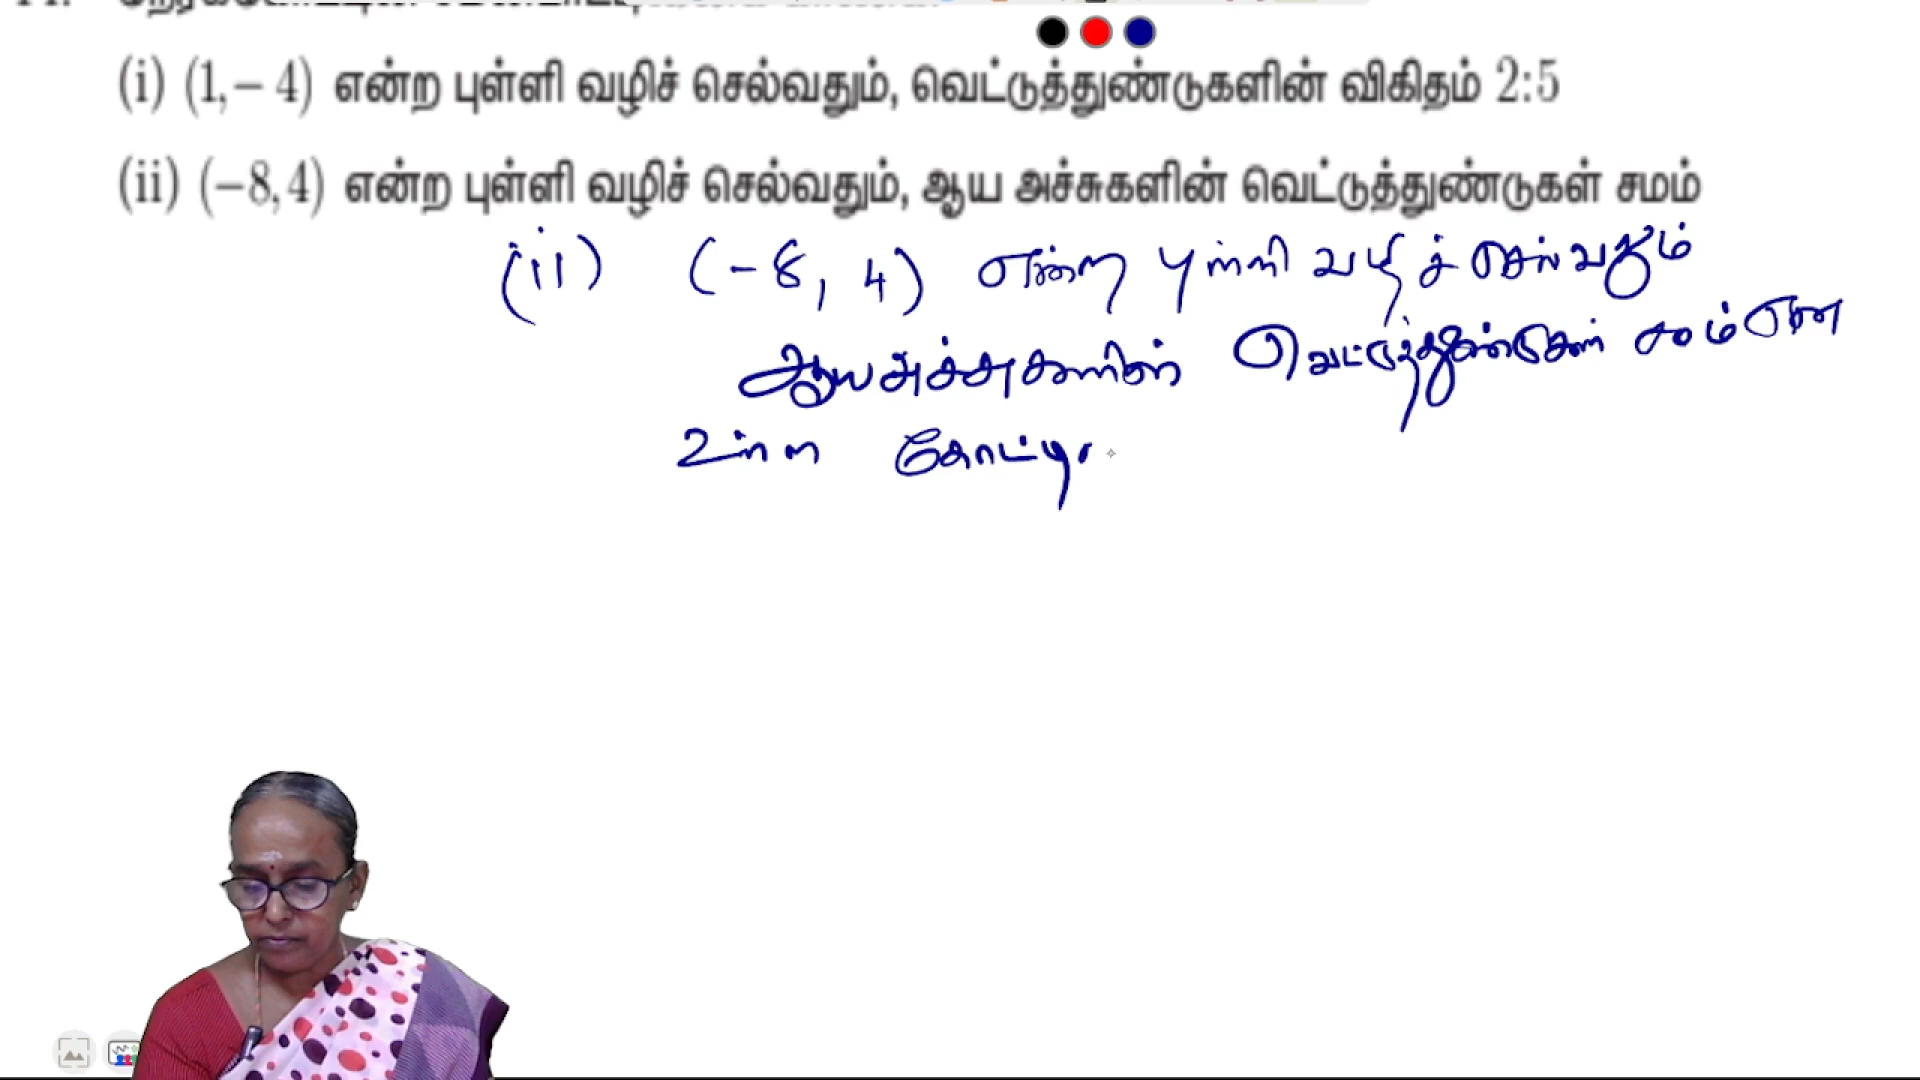 (i) (1,– 4) என்ற புள்ளி வழிச் செல்வதும், வெட்டுத்துண்டுகளின் விகிதம் 2:5
(ii) (–8,4) என்ற புள்ளி வழிச் செல்வதும், ஆய அச்சுகளின் வெட்டுத்துண்டுகள் சமம்
(ii) (-8, 4) என்ற புள்ளி வழிச் செல்வதும்
ஆய அச்சுகளின் வெட்டுத்துண்டுகள் சமம் என
உள்ள கோட்டி